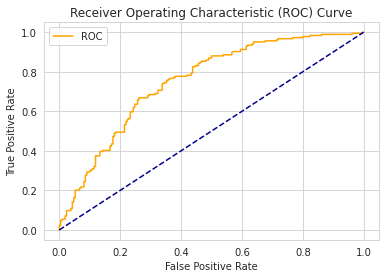 Receiver Operating Characteristic (ROC) Curve
ROC
True Positive Rate
1.0
0.8
0.6
0.4
0.2
0.0
0.0 0.2 0.4 0.6 0.8 1.0
False Positive Rate